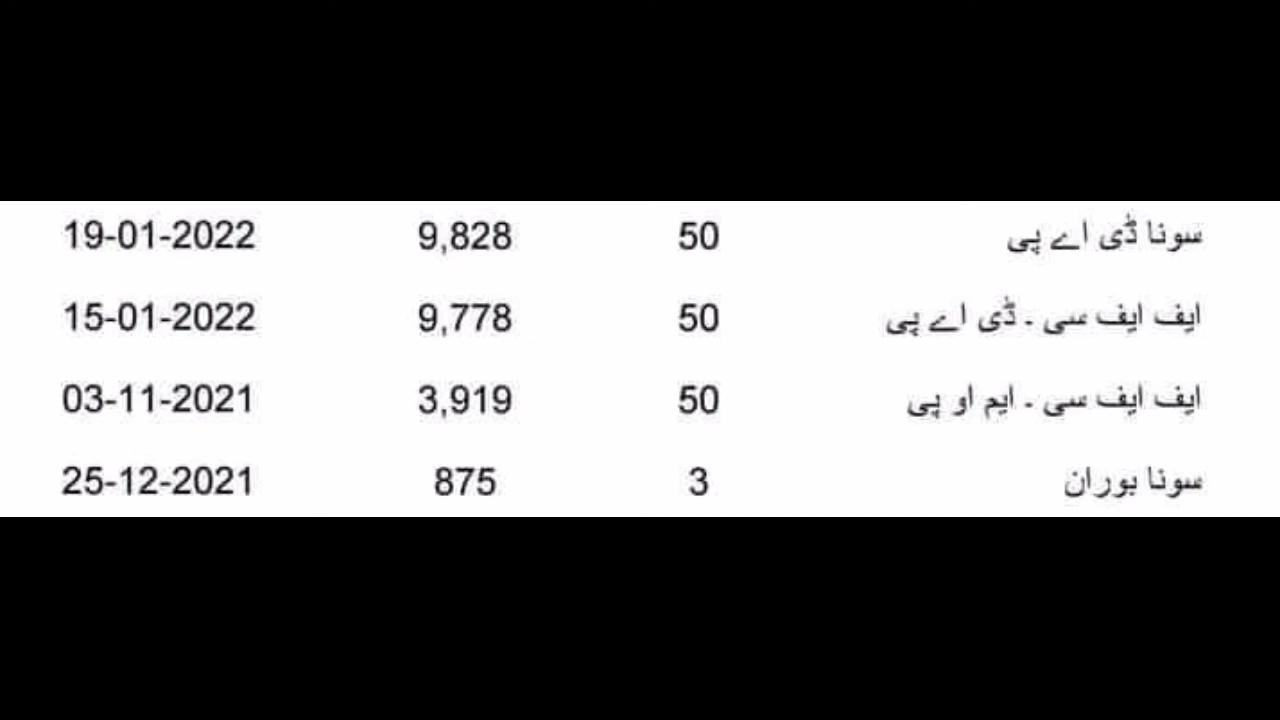 سونا ڈی اے پی 50 9,828 19-01-2022
ایف ایف سی ۔ ڈی اے پی 50 9,778 15-01-2022
ایف ایف سی ۔ ایم او پی 50 3,919 03-11-2021
سونا بوران 3 875 25-12-2021